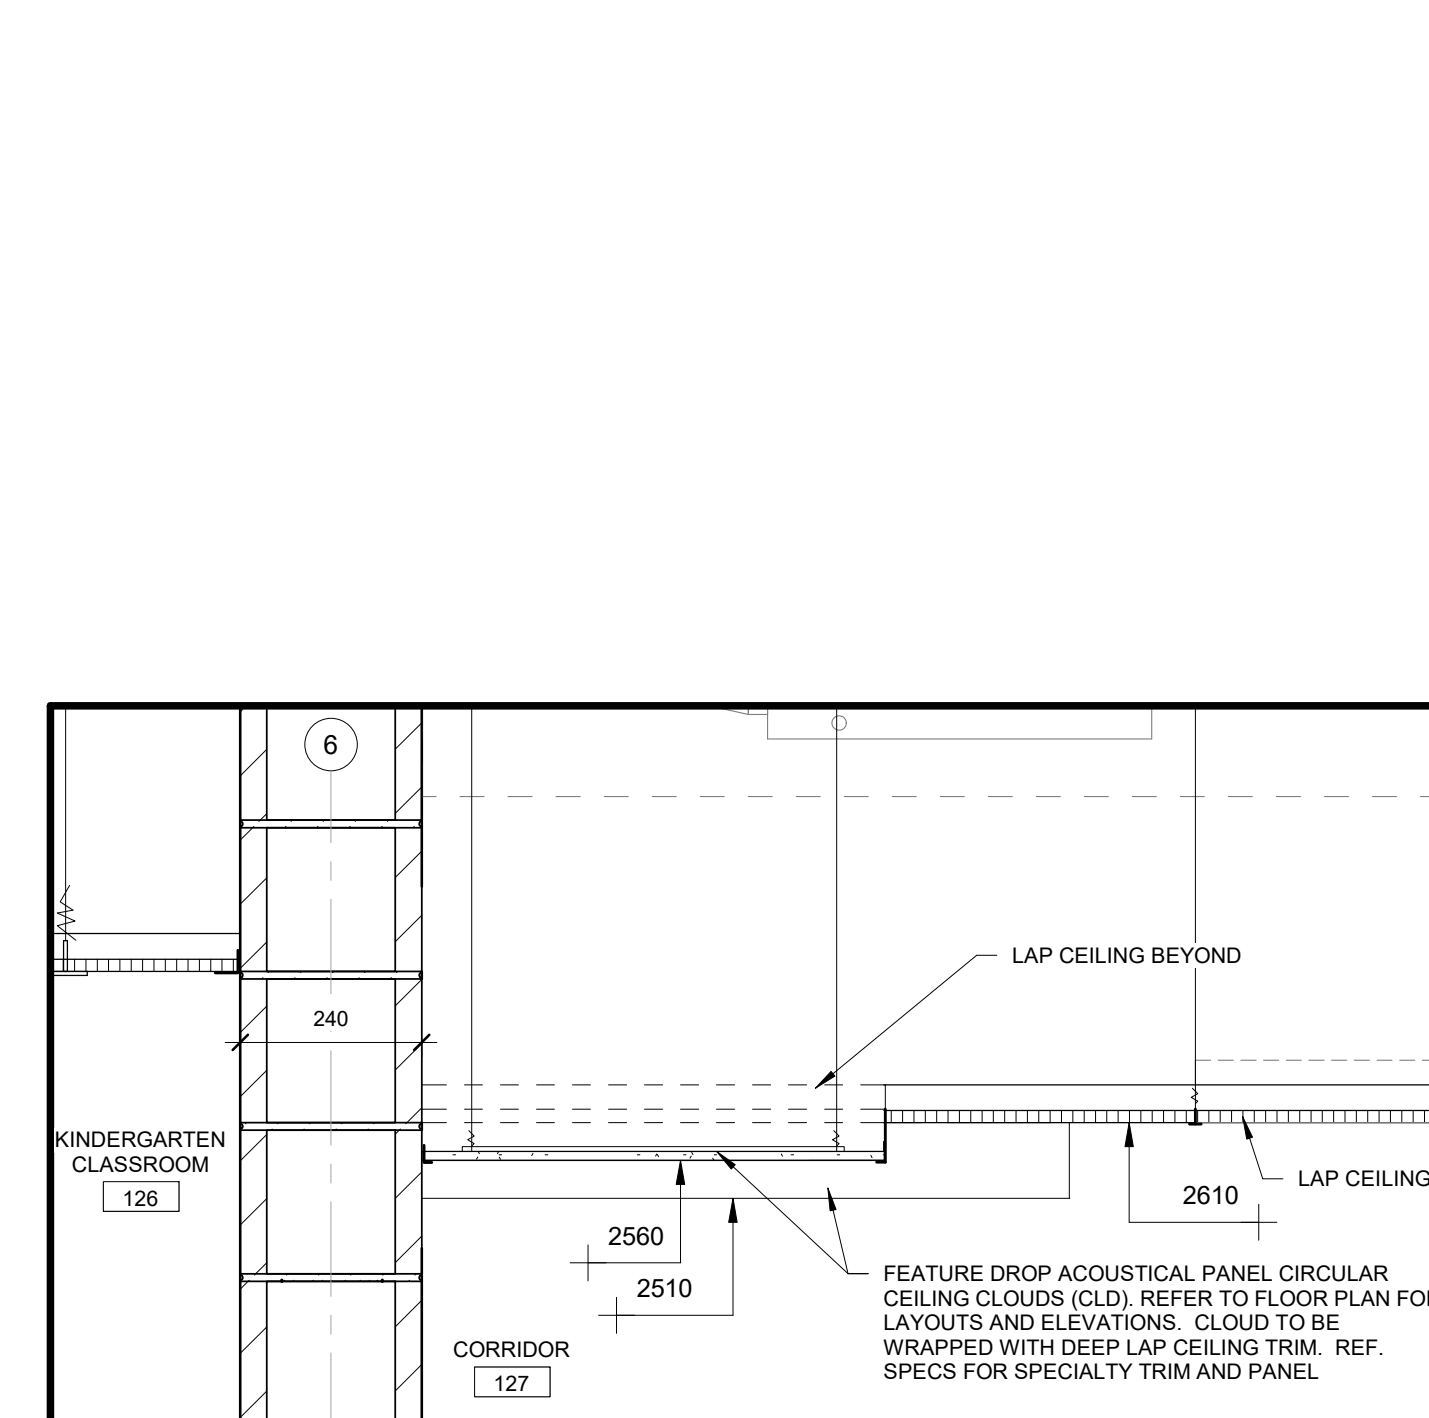 6
LAP CEILING BEYOND
240
KINDERGARTEN
CLASSROOM
126
LAP CEILING
2610
2560
2510
FEATURE DROP ACOUSTICAL PANEL CIRCULAR
CEILING CLOUDS (CLD). REFER TO FLOOR PLAN
LAYOUTS AND ELEVATIONS. CLOUD TO BE
WRAPPED WITH DEEP LAP CEILING TRIM. REF.
SPECS FOR SPECIALTY TRIM AND PANEL
CORRIDOR
127